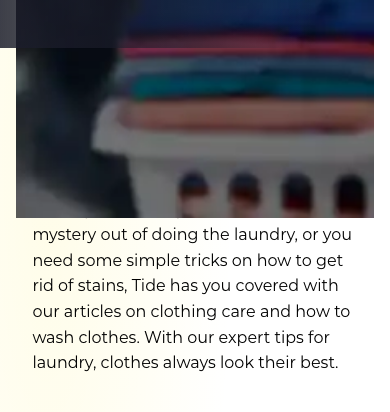 mystery out of doing the laundry, or you
need some simple tricks on how to get
rid of stains, Tide has you covered with
our articles on clothing care and how to
wash clothes. With our expert tips for
laundry, clothes always look their best.